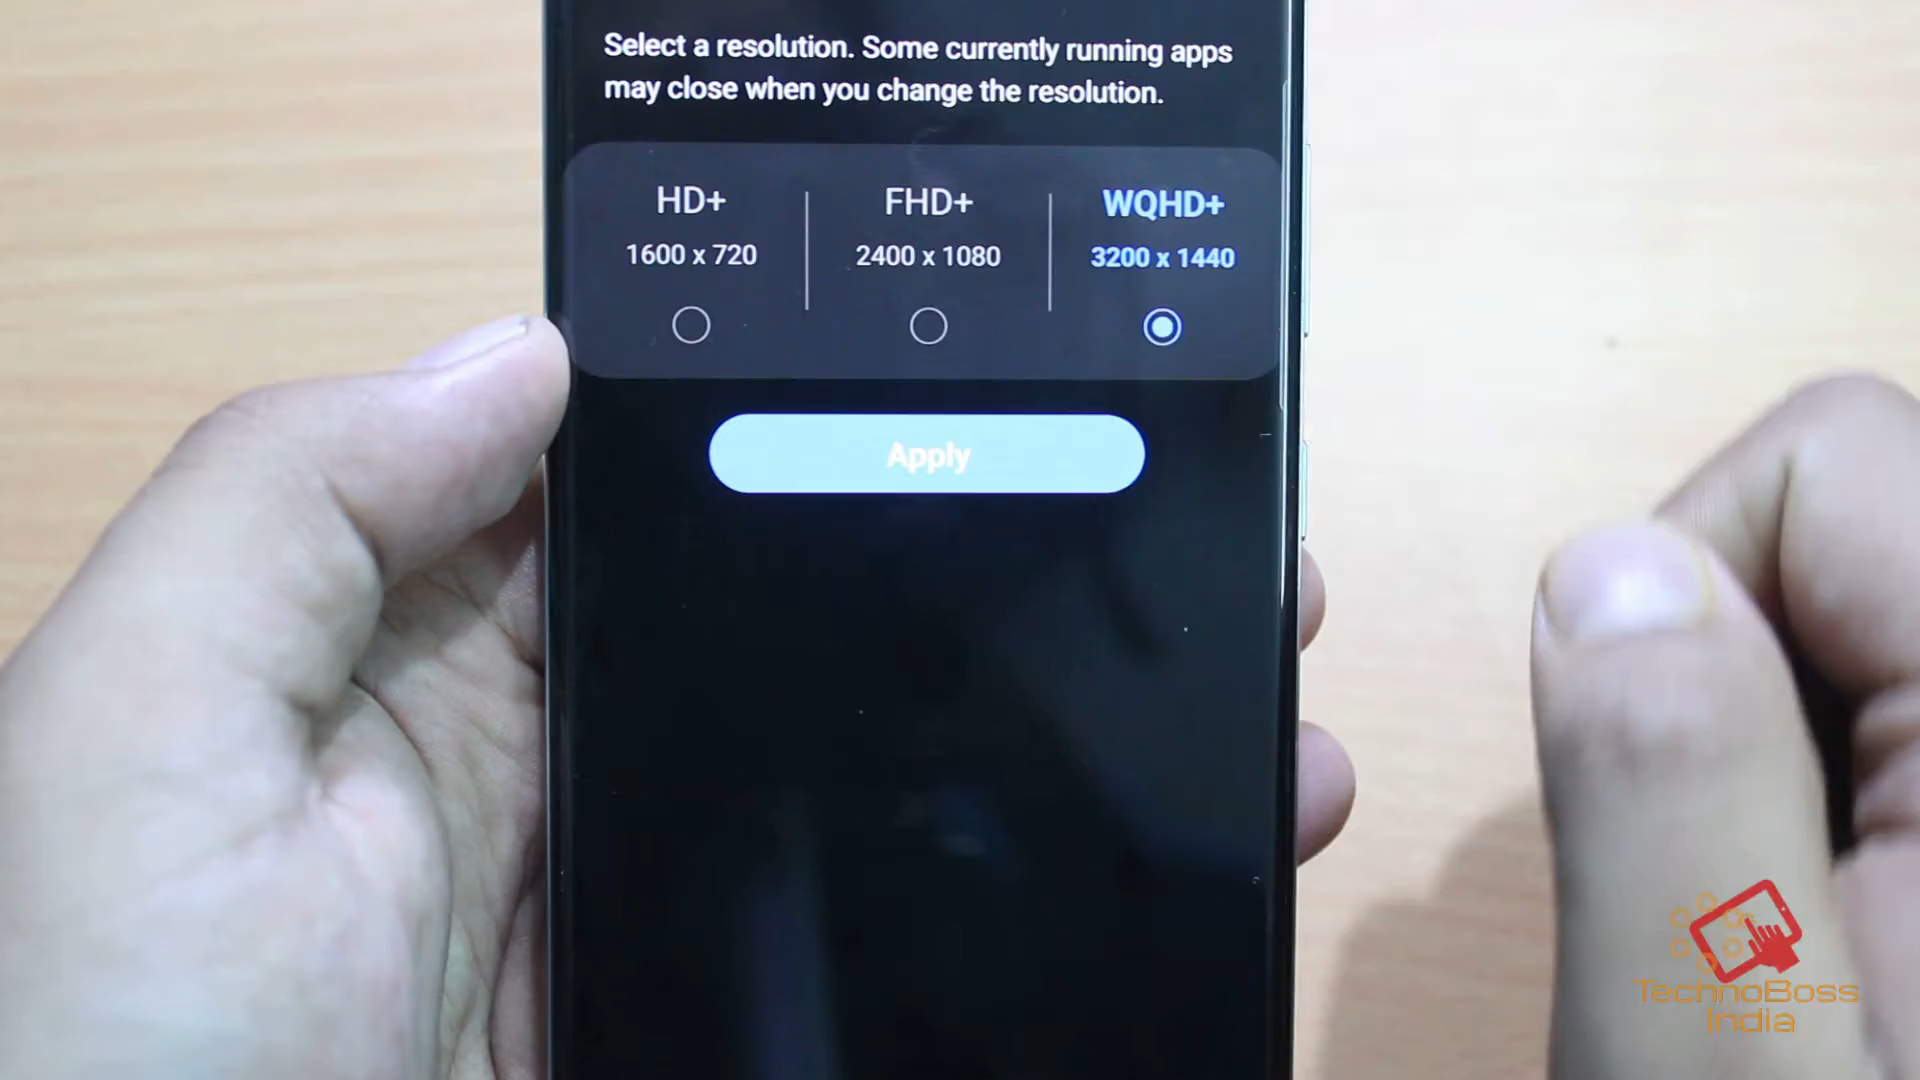 Select a resolution. Some currently running apps
may close when you change the resolution.
HD+
1600 x 720
FHD+
2400 x 1080
WQHD+
3200 x 1440
Apply
TechnoBoss
India